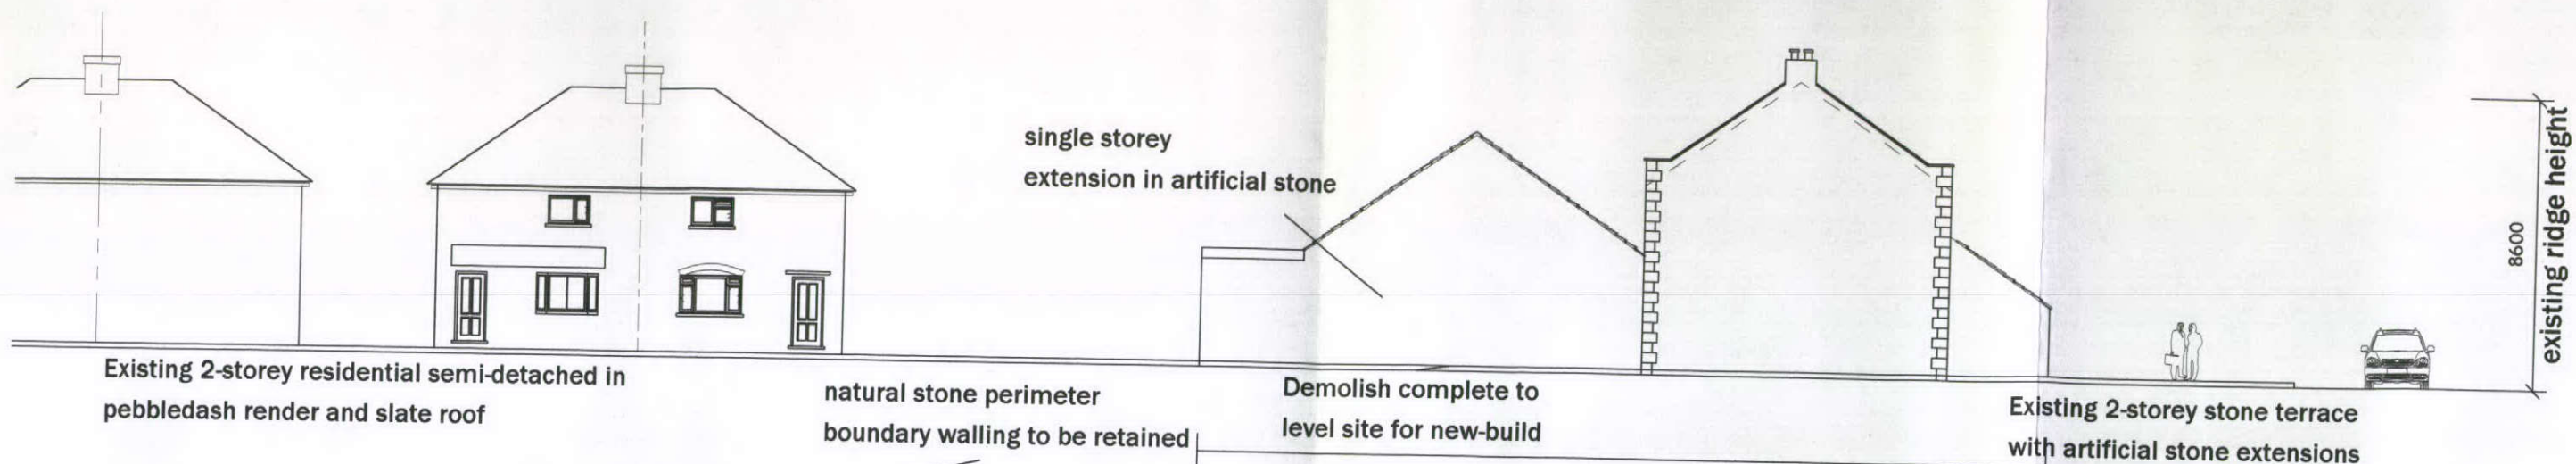 single storey
extension in artificial stone
8600
existing ridge height
Existing 2-storey residential semi-detached in
pebbledash render and slate roof
natural stone perimeter
boundary walling to be retained
Demolish complete to
level site for new-build
Existing 2-storey stone terrace
with artificial stone extensions